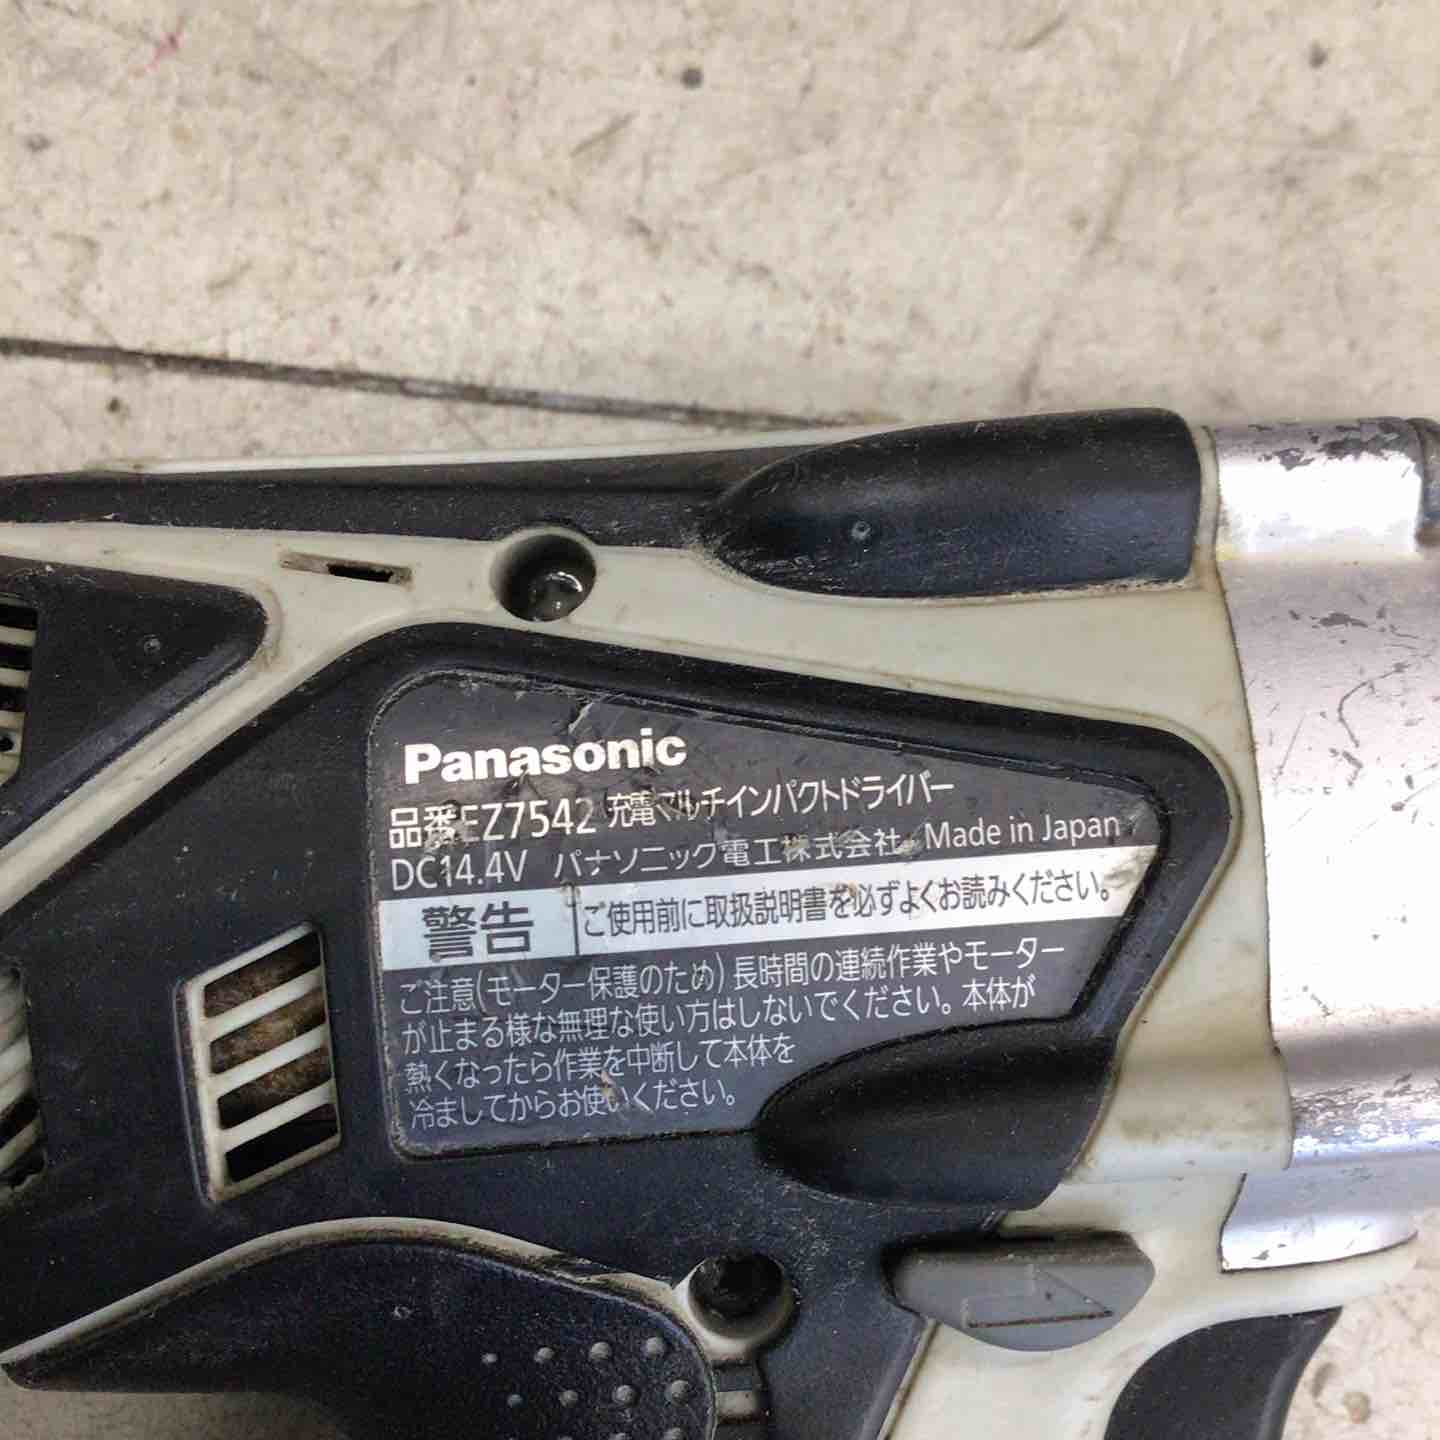 Panasonic
品番EZ7542 充電マルチインパクトドライバー
DC14.4V パナソニック電工株式会社 Made in Japan
警告 ご使用前に取扱説明書を必ずよくお読みください。
ご注意(モーター保護のため) 長時間の連続作業やモーター
が止まる様な無理な使い方はしないでください。本体が
熱くなったら作業を中断して本体を
冷ましてからお使いください。